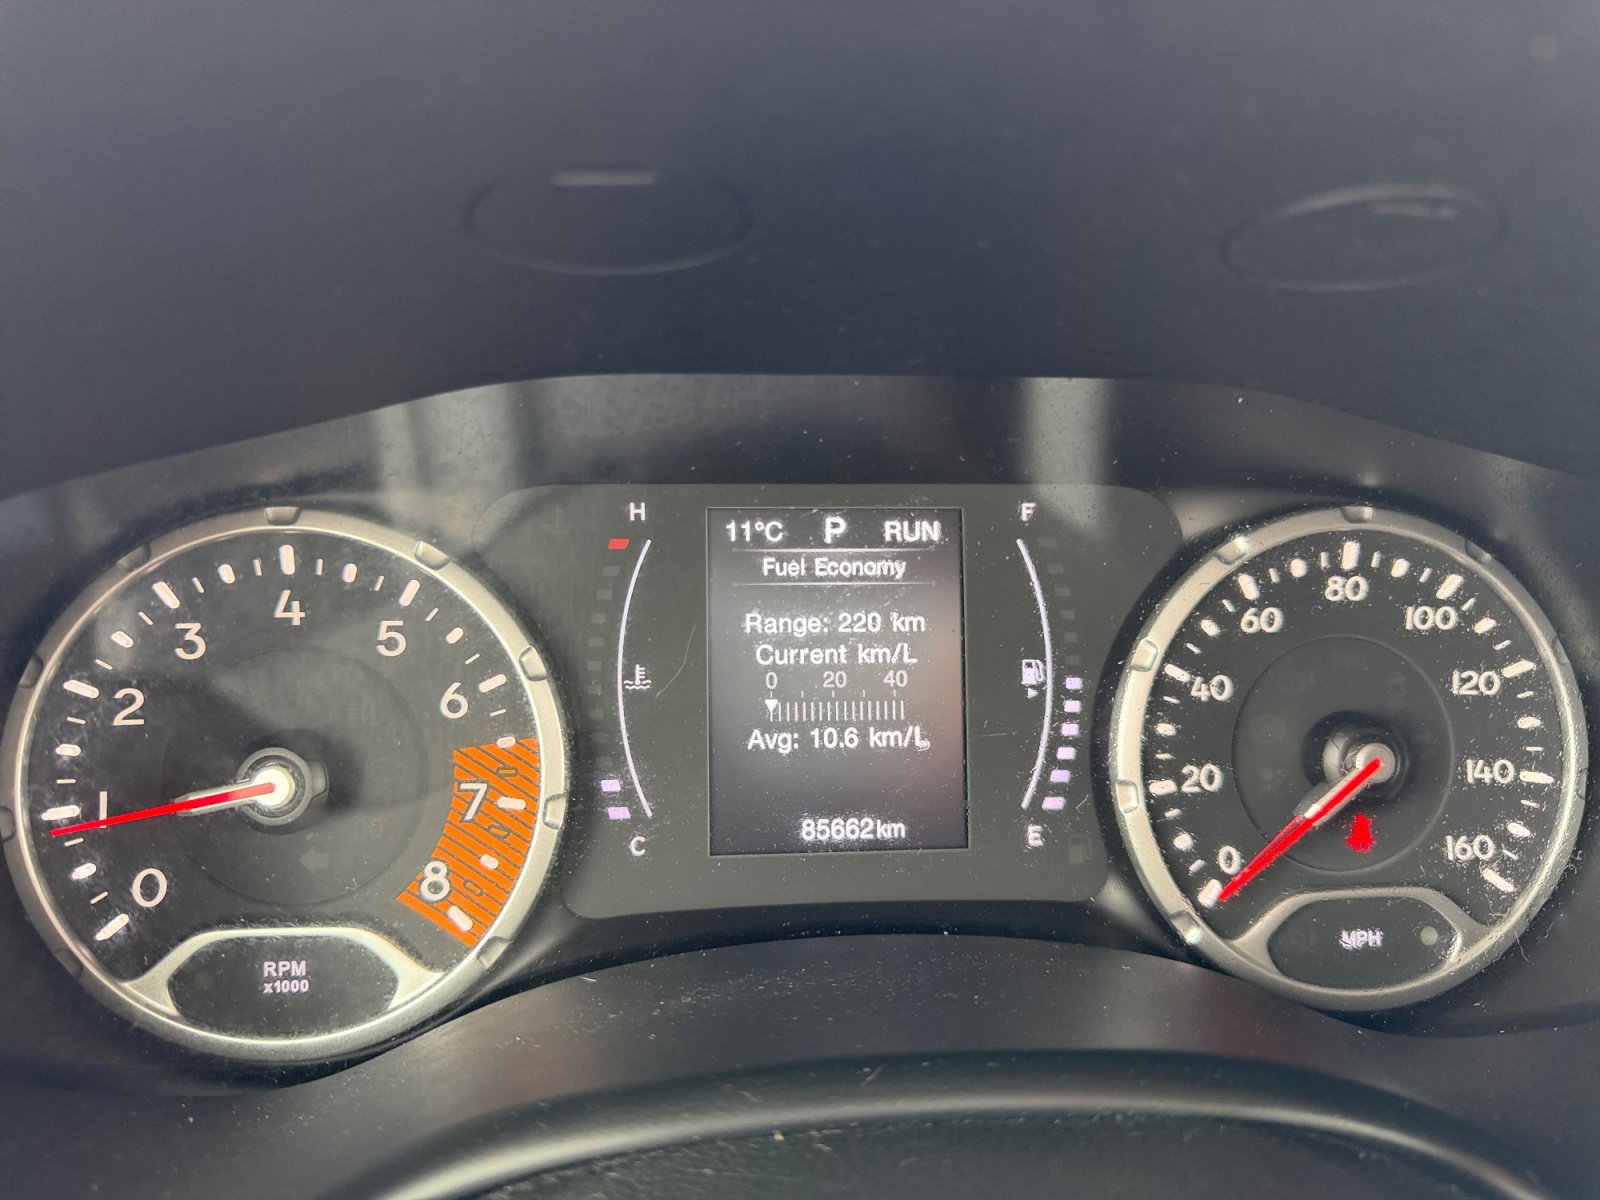 H
F
11°C P RUN
Fuel Economy
Range: 220 km
Current km/L
0 20 40
Avg: 10.6 km/L
85662km
C
E
0
1
2
3
4
5
6
7
8
RPM
x1000
0
20
40
60
80
100
120
140
160
MPH